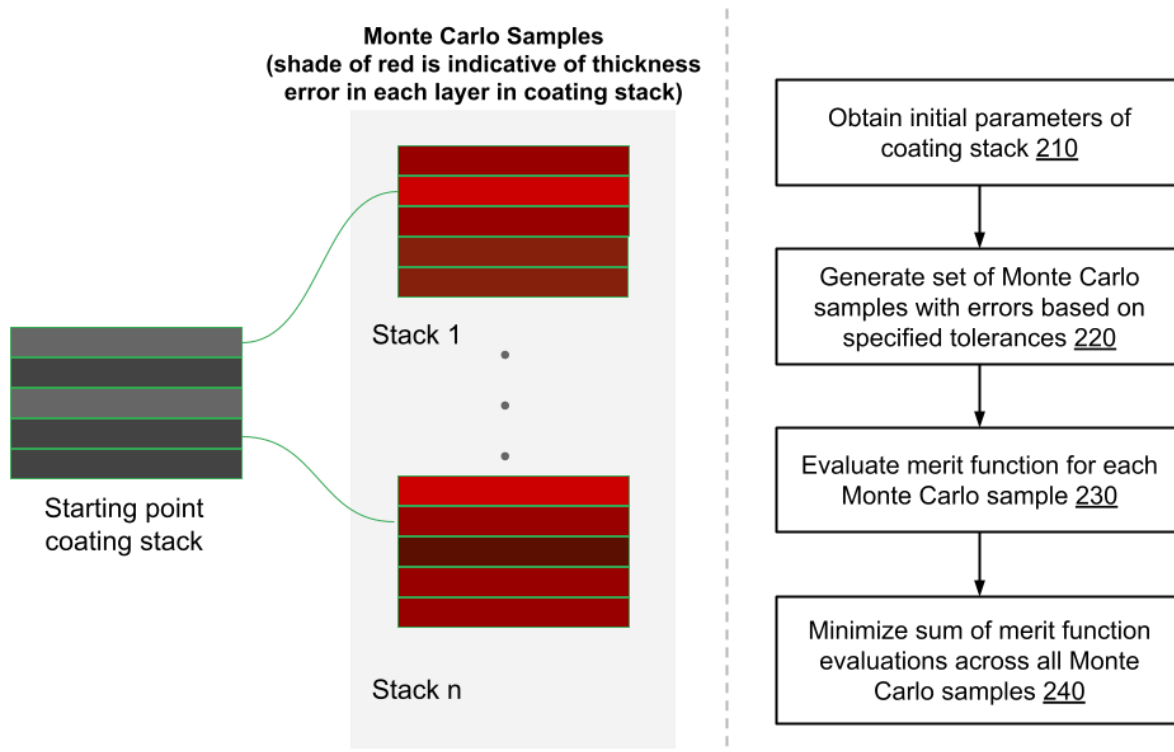 Monte Carlo Samples
(shade of red is indicative of thickness
error in each layer in coating stack)
Stack 1
Starting point
coating stack
Stack n
Obtain initial parameters of
coating stack 210
Generate set of Monte Carlo
samples with errors based on
specified tolerances 220
Evaluate merit function for each
Monte Carlo sample 230
Minimize sum of merit function
evaluations across all Monte
Carlo samples 240